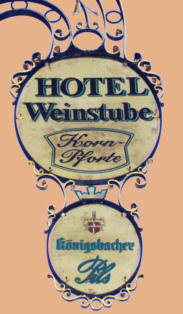 HOTEL
Weinstube
Korn-
Pforte
Königsbacher
Pils